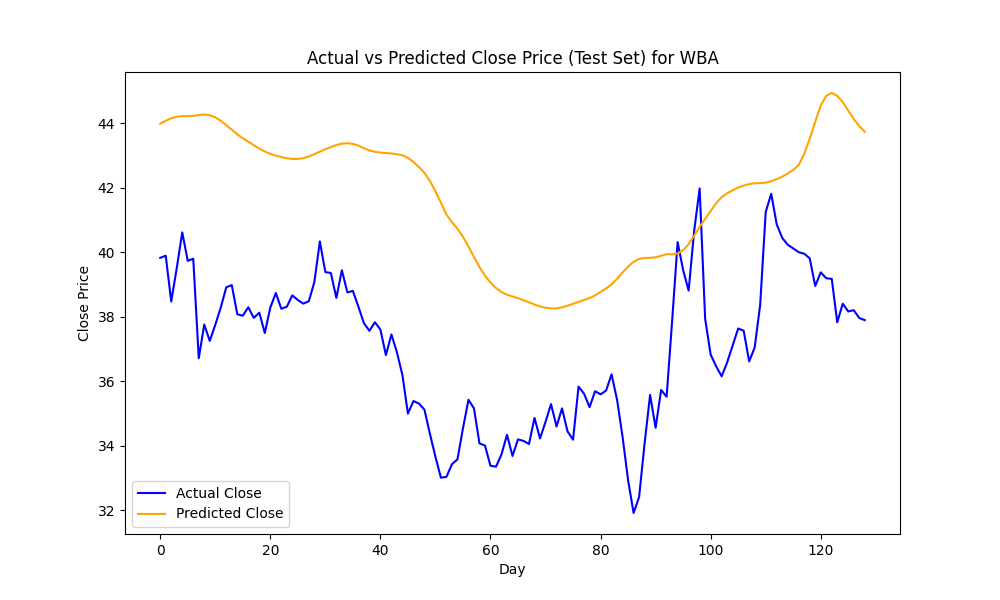 Actual vs Predicted Close Price (Test Set) for WBA
Close Price
44
42
40
38
36
34
32
Actual Close
Predicted Close
0 20 40 60 80 100 120
Day